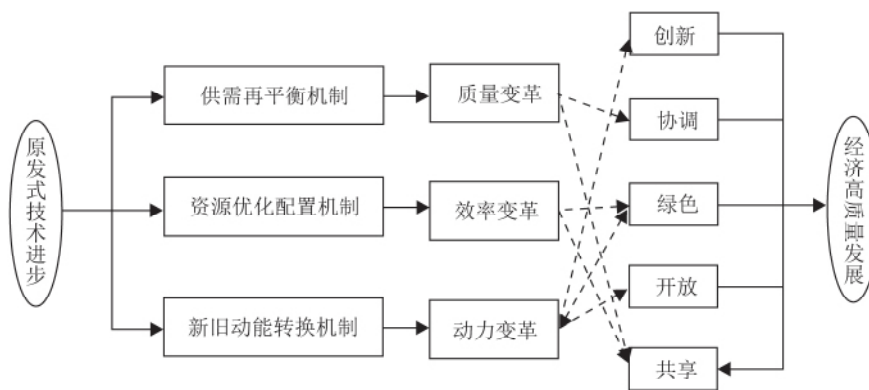 原发式技术进步
供需再平衡机制
资源优化配置机制
新旧动能转换机制
质量变革
效率变革
动力变革
创新
协调
绿色
开放
共享
经济高质量发展